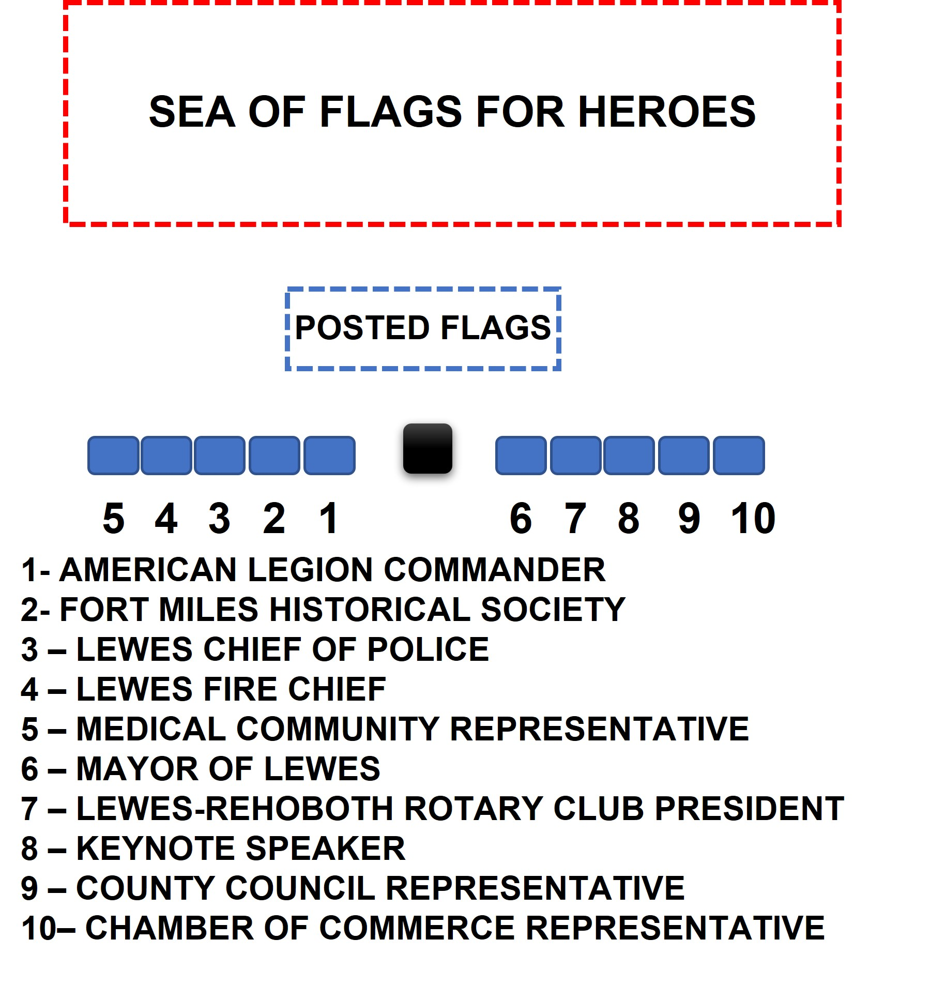 SEA OF FLAGS FOR HEROES
POSTED FLAGS
5 4 3 2 1 6 7 8 9 10
1- AMERICAN LEGION COMMANDER
2- FORT MILES HISTORICAL SOCIETY
3 – LEWES CHIEF OF POLICE
4 – LEWES FIRE CHIEF
5 – MEDICAL COMMUNITY REPRESENTATIVE
6 – MAYOR OF LEWES
7 – LEWES-REHOBOTH ROTARY CLUB PRESIDENT
8 – KEYNOTE SPEAKER
9 – COUNTY COUNCIL REPRESENTATIVE
10– CHAMBER OF COMMERCE REPRESENTATIVE